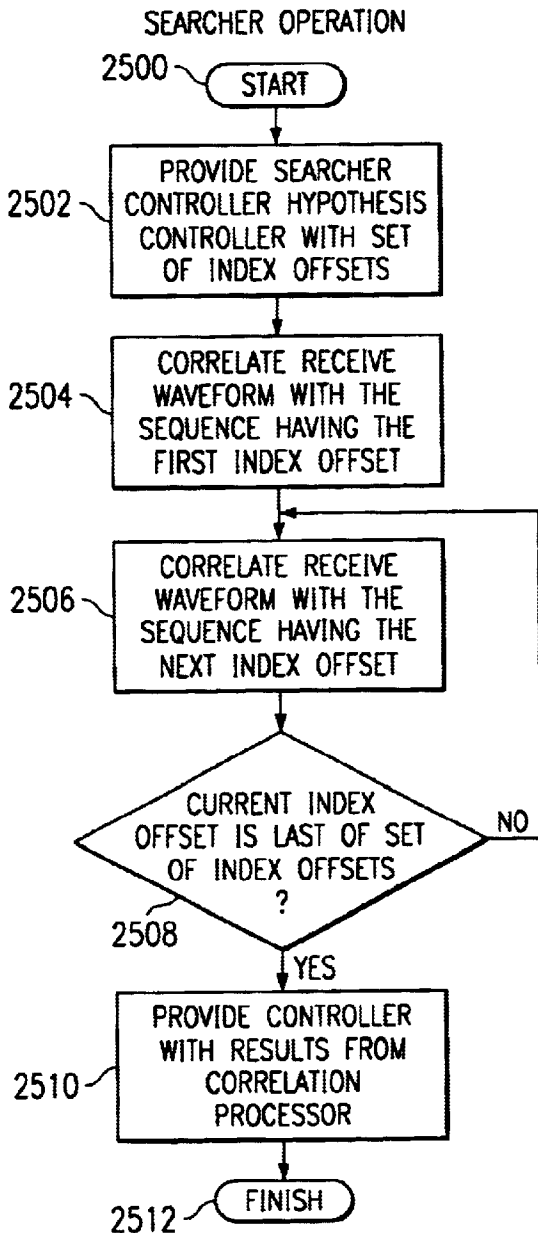 SEARCHER OPERATION
2500
START
2502
PROVIDE SEARCHER
CONTROLLER HYPOTHESIS
CONTROLLER WITH SET
OF INDEX OFFSETS
2504
CORRELATE RECEIVE
WAVEFORM WITH THE
SEQUENCE HAVING THE
FIRST INDEX OFFSET
2506
CORRELATE RECEIVE
WAVEFORM WITH THE
SEQUENCE HAVING THE
NEXT INDEX OFFSET
CURRENT INDEX
OFFSET IS LAST OF SET
OF INDEX OFFSETS
?
NO
2508
YES
2510
PROVIDE CONTROLLER
WITH RESULTS FROM
CORRELATION
PROCESSOR
2512
FINISH